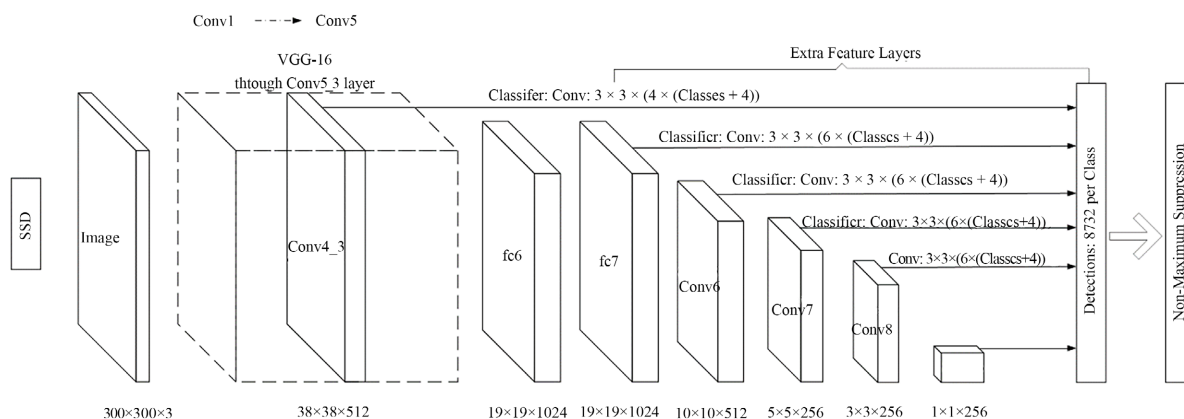 Conv1 Conv5
VGG-16
thtough Conv5_3 layer
Extra Feature Layers
Classifer: Conv: 3 × 3 × (4 × (Classes + 4))
Classificr: Conv: 3 × 3 × (6 × (Classcs + 4))
Classificr: Conv: 3 × 3 × (6 × (Classcs + 4))
Classificr: Conv: 3×3×(6×(Classcs+4))
Conv: 3×3×(6×(Classcs+4))
SSD
Image
Conv4_3
fc6
fc7
Conv6
Conv7
Conv8
Detections: 8732 per Class
Non-Maximum Suppression
300×300×3
38×38×512
19×19×1024
19×19×1024
10×10×512
5×5×256
3×3×256
1×1×256